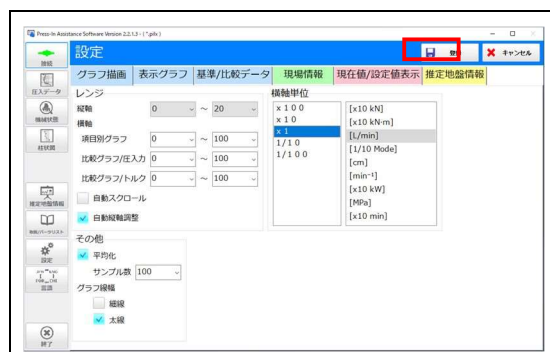 Press-In Assistance Software Version 2.2.1.3 - ( *.pilx )
接続
設定
登録
キャンセル
圧入データ
機械状態
柱状図
推定地盤情報
設定
言語
終了
グラフ描画
表示グラフ
基準/比較データ
現場情報
現在値/設定値表示
推定地盤情報
レンジ
縦軸 0 ～ 20
横軸
項目別グラフ 0 ～ 100
比較グラフ/圧入力 0 ～ 100
比較グラフ/トルク 0 ～ 100
自動スクロール
自動縦軸調整
その他
平均化
サンプル数 100
グラフ線幅
細線
太線
横軸単位
x 1 0 0
x 1 0
x 1
1 / 1 0
1 / 1 0 0
[x10 kN]
[x10 kN·m]
[L/min]
[1/10 Mode]
[cm]
[min⁻¹]
[x10 kW]
[MPa]
[x10 min]